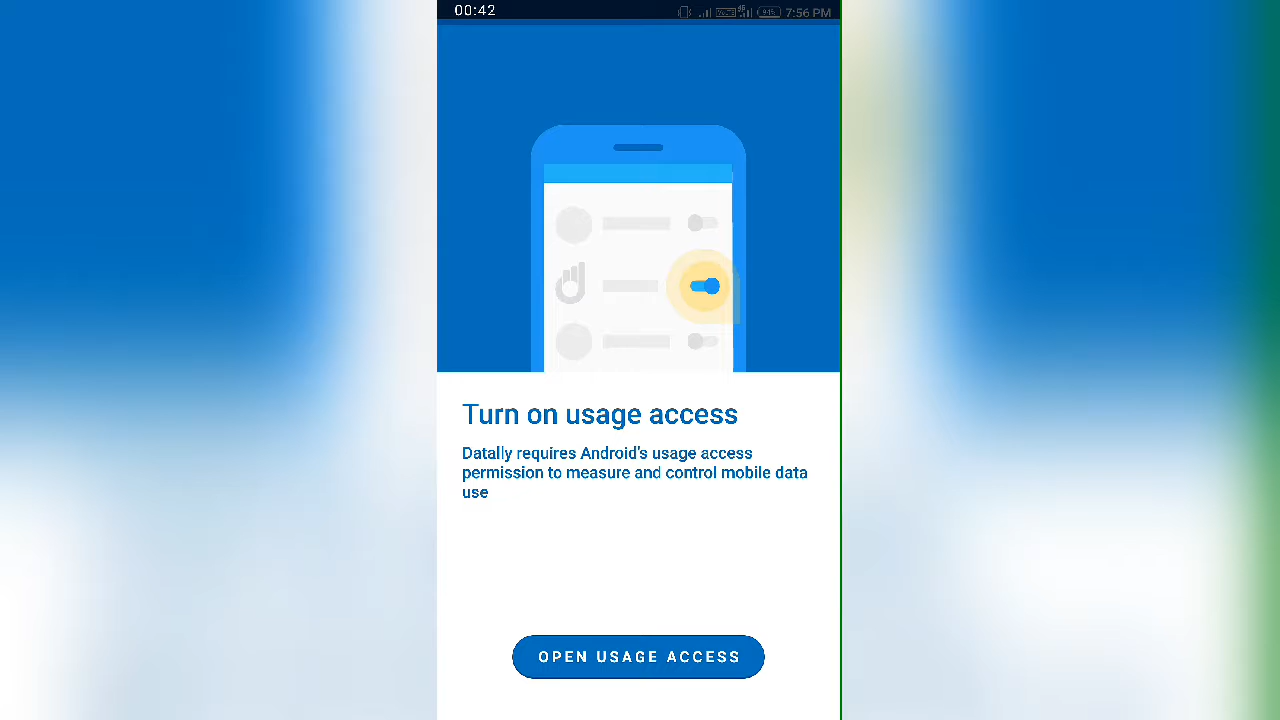 00:42 94% 7:56 PM
Turn on usage access
Datally requires Android's usage access
permission to measure and control mobile data
use
OPEN USAGE ACCESS